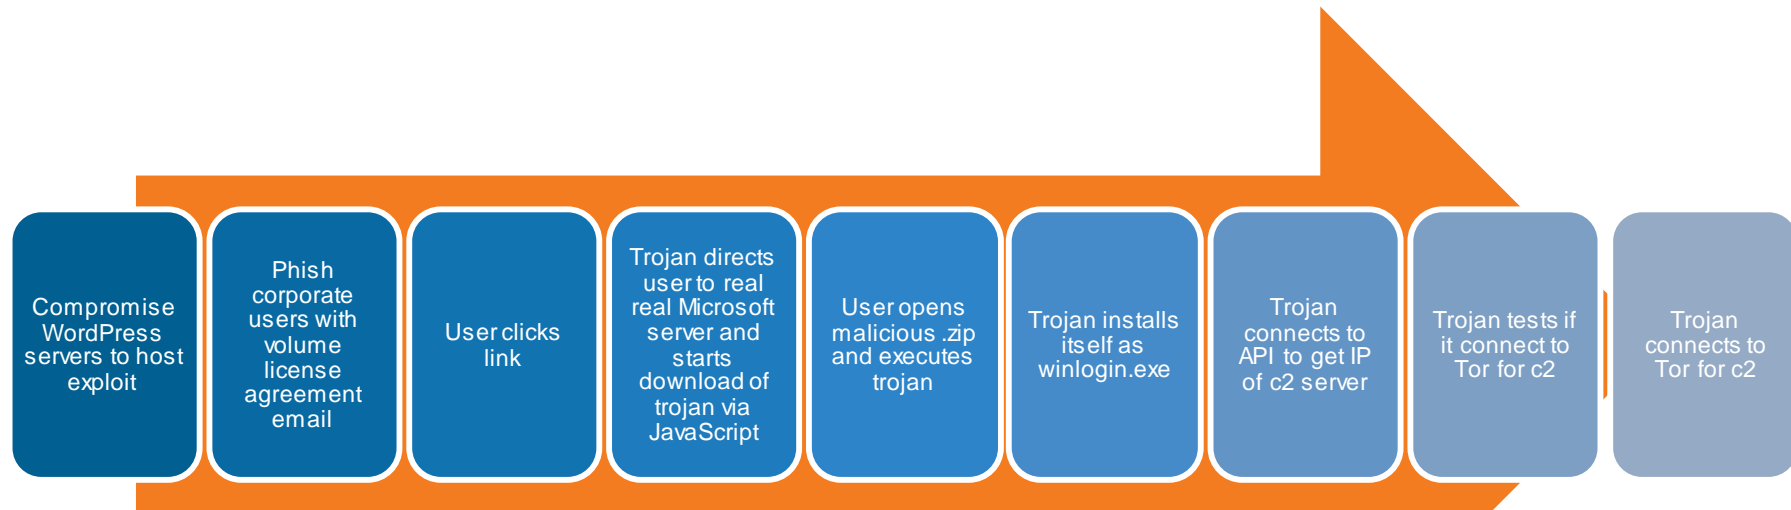 Compromise
WordPress
servers to host
exploit
Phish
corporate
users with
volume
license
agreement
email
User clicks
link
Trojan directs
user to real
real Microsoft
server and
starts
download of
trojan via
JavaScript
User opens
malicious .zip
and executes
trojan
Trojan installs
itself as
winlogin.exe
Trojan
connects to
API to get IP
of c2 server
Trojan tests if
it connect to
Tor for c2
Trojan
connects to
Tor for c2